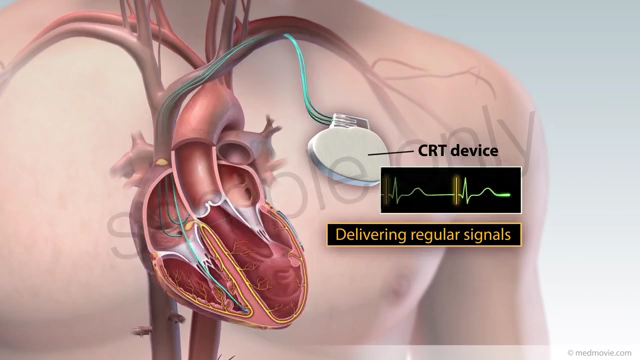 sample only
CRT device
Delivering regular signals
© medmovie.com